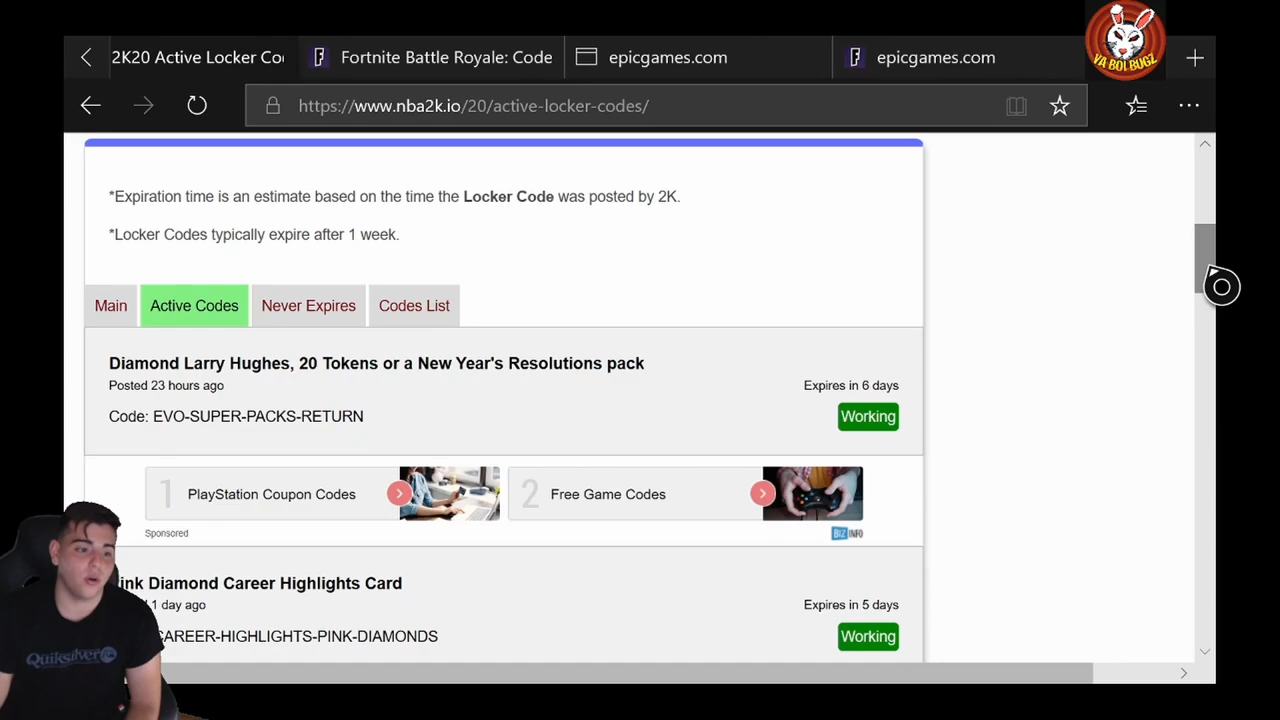 2K20 Active Locker Co
Fortnite Battle Royale: Code
epicgames.com
epicgames.com
YA BOI BUGZ
https://www.nba2k.io/20/active-locker-codes/
*Expiration time is an estimate based on the time the Locker Code was posted by 2K.
*Locker Codes typically expire after 1 week.
Main
Active Codes
Never Expires
Codes List
Diamond Larry Hughes, 20 Tokens or a New Year's Resolutions pack
Posted 23 hours ago
Expires in 6 days
Code: EVO-SUPER-PACKS-RETURN
Working
1 PlayStation Coupon Codes
2 Free Game Codes
Sponsored
BIZ INFO
ink Diamond Career Highlights Card
1 day ago
Expires in 5 days
CAREER-HIGHLIGHTS-PINK-DIAMONDS
Working
Quiksilver